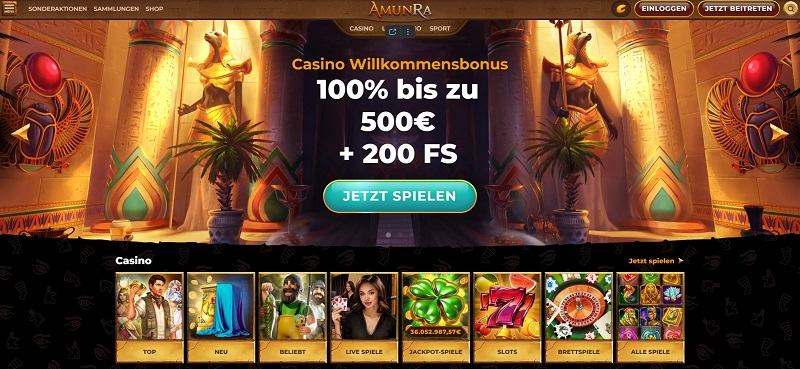 MENU
SONDERAKTIONEN SAMMLUNGEN SHOP
AMUNRA
EINLOGGEN
JETZT BEITRETEN
CASINO
SPORT
Casino Willkommensbonus
100% bis zu
500€
+ 200 FS
JETZT SPIELEN
Casino
Jetzt spielen
36.052.987,57€
TOP
NEU
BELIEBT
LIVE SPIELE
JACKPOT-SPIELE
SLOTS
BRETTSPIELE
ALLE SPIELE